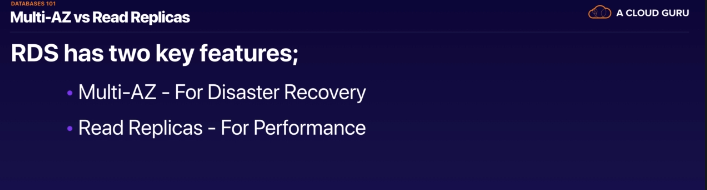 DATABASES 101
Multi-AZ vs Read Replicas
A CLOUD GURU
RDS has two key features;
• Multi-AZ - For Disaster Recovery
• Read Replicas - For Performance